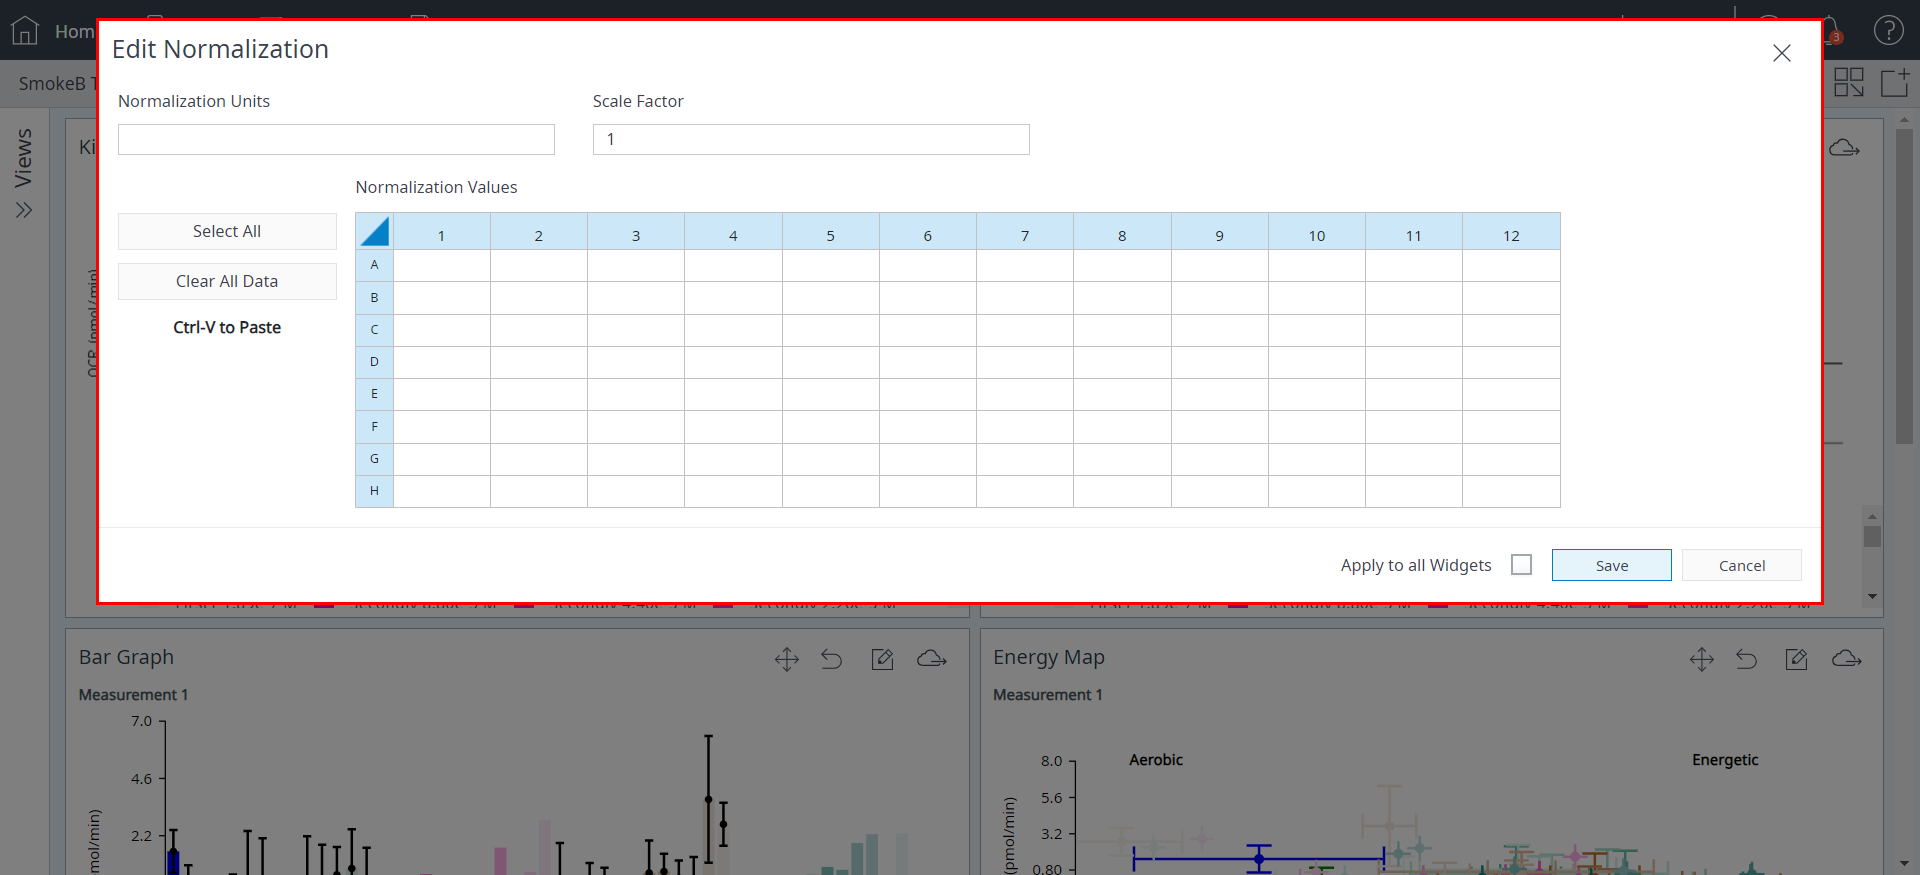 Edit Normalization
3
SmokeB
Normalization Units
Scale Factor
1
Views
Normalization Values
Select All
Clear All Data
Ctrl-V to Paste
1 2 3 4 5 6 7 8 9 10 11 12
A
B
C
D
E
F
G
H
OCR (pmol/min)
Apply to all Widgets
Save
Cancel
Bar Graph
Measurement 1
7.0
4.6
2.2
Energy Map
Measurement 1
Aerobic
Energetic
8.0
5.6
3.2
0.80
(pmol/min)